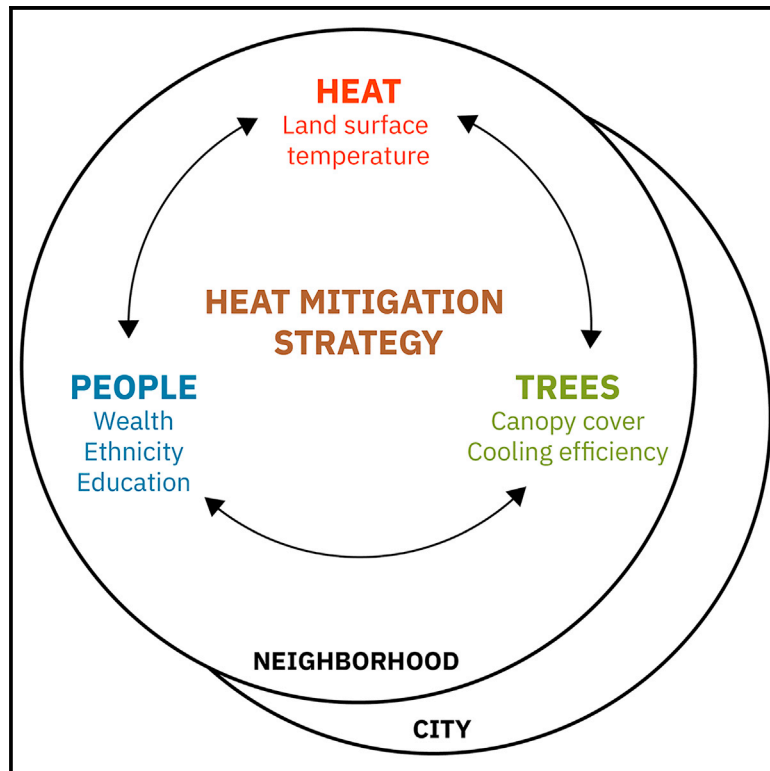 HEAT
Land surface
temperature
HEAT MITIGATION
STRATEGY
PEOPLE
Wealth
Ethnicity
Education
TREES
Canopy cover
Cooling efficiency
NEIGHBORHOOD
CITY